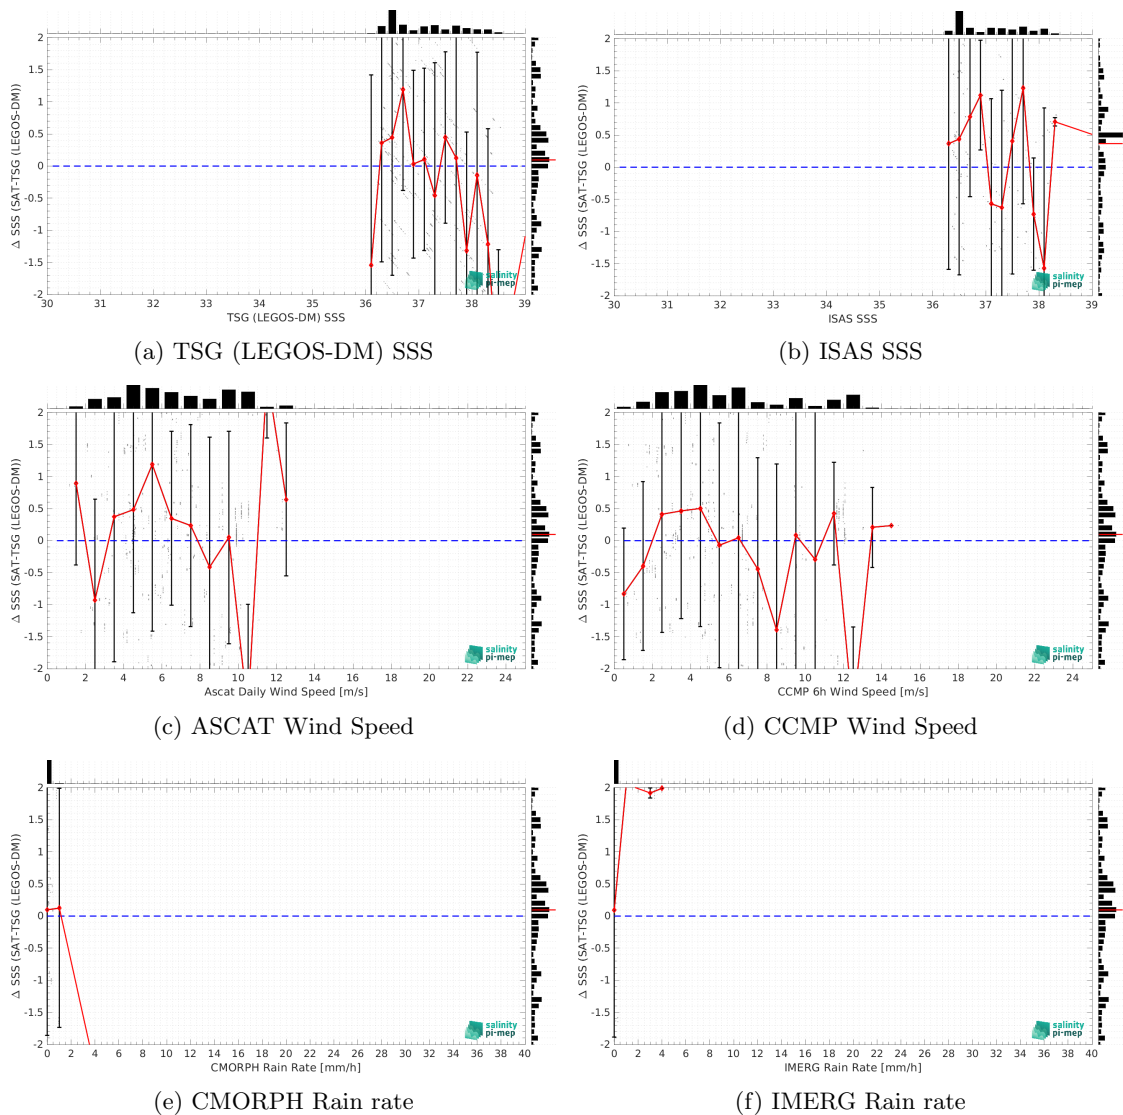 2
1.5
1
0.5
0
-0.5
-1
-1.5
-2
Δ SSS (SAT-TSG (LEGOS-DM))
30 31 32 33 34 35 36 37 38 39
TSG (LEGOS-DM) SSS
salinity
pi-mep
(a) TSG (LEGOS-DM) SSS
2
1.5
1
0.5
0
-0.5
-1
-1.5
-2
Δ SSS (SAT-TSG (LEGOS-DM))
30 31 32 33 34 35 36 37 38 39
ISAS SSS
salinity
pi-mep
(b) ISAS SSS
2
1.5
1
0.5
0
-0.5
-1
-1.5
-2
Δ SSS (SAT-TSG (LEGOS-DM))
0 2 4 6 8 10 12 14 16 18 20 22 24
Ascat Daily Wind Speed [m/s]
salinity
pi-mep
(c) ASCAT Wind Speed
2
1.5
1
0.5
0
-0.5
-1
-1.5
-2
Δ SSS (SAT-TSG (LEGOS-DM))
0 2 4 6 8 10 12 14 16 18 20 22 24
CCMP 6h Wind Speed [m/s]
salinity
pi-mep
(d) CCMP Wind Speed
2
1.5
1
0.5
0
-0.5
-1
-1.5
-2
Δ SSS (SAT-TSG (LEGOS-DM))
0 2 4 6 8 10 12 14 16 18 20 22 24 26 28 30 32 34 36 38 40
CMORPH Rain Rate [mm/h]
salinity
pi-mep
(e) CMORPH Rain rate
2
1.5
1
0.5
0
-0.5
-1
-1.5
-2
Δ SSS (SAT-TSG (LEGOS-DM))
0 2 4 6 8 10 12 14 16 18 20 22 24 26 28 30 32 34 36 38 40
IMERG Rain Rate [mm/h]
salinity
pi-mep
(f) IMERG Rain rate